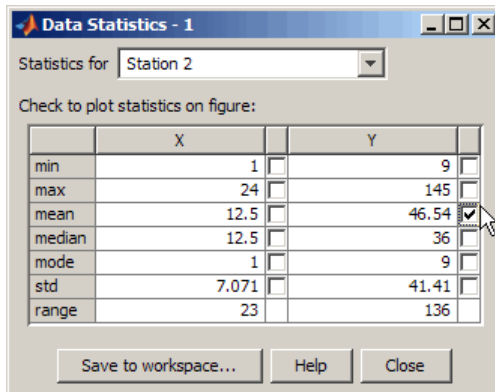 Data Statistics - 1
Statistics for Station 2
Check to plot statistics on figure:
X Y
min 1 9
max 24 145
mean 12.5 46.54
median 12.5 36
mode 1 9
std 7.071 41.41
range 23 136
Save to workspace... Help Close